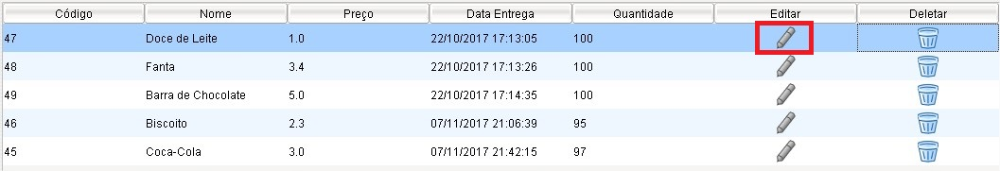 Código Nome Preço Data Entrega Quantidade Editar Deletar
47 Doce de Leite 1.0 22/10/2017 17:13:05 100
48 Fanta 3.4 22/10/2017 17:13:26 100
49 Barra de Chocolate 5.0 22/10/2017 17:14:35 100
46 Biscoito 2.3 07/11/2017 21:06:39 95
45 Coca-Cola 3.0 07/11/2017 21:42:15 97